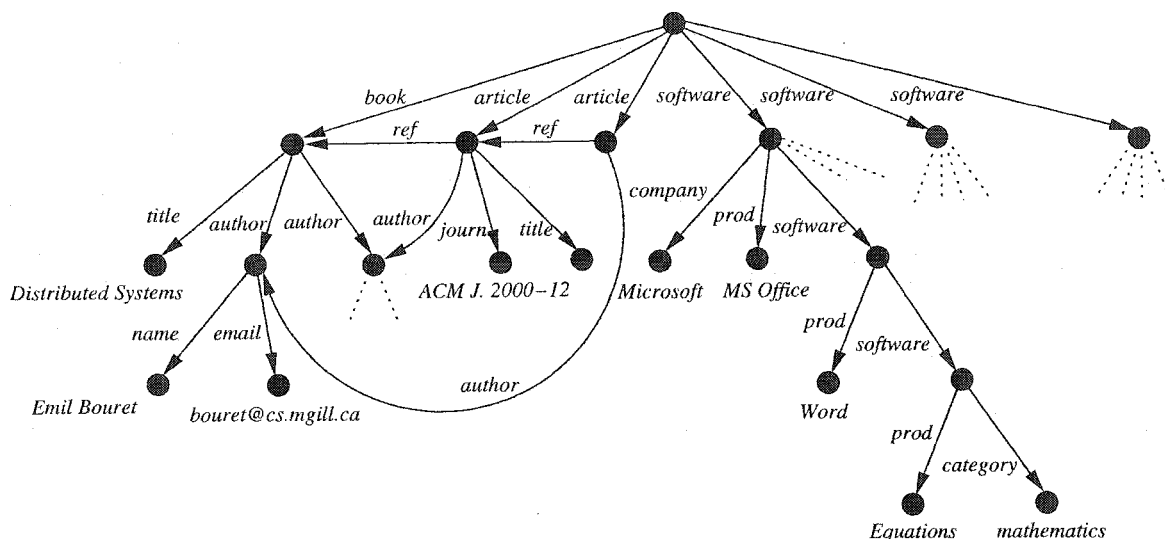 book
article
article
software
software
software
ref
ref
title
author
author
author
journ
title
company
prod
software
Distributed Systems
ACM J. 2000–12
Microsoft
MS Office
name
email
prod
software
Emil Bouret
bouret@cs.mgill.ca
author
Word
prod
category
Equations
mathematics